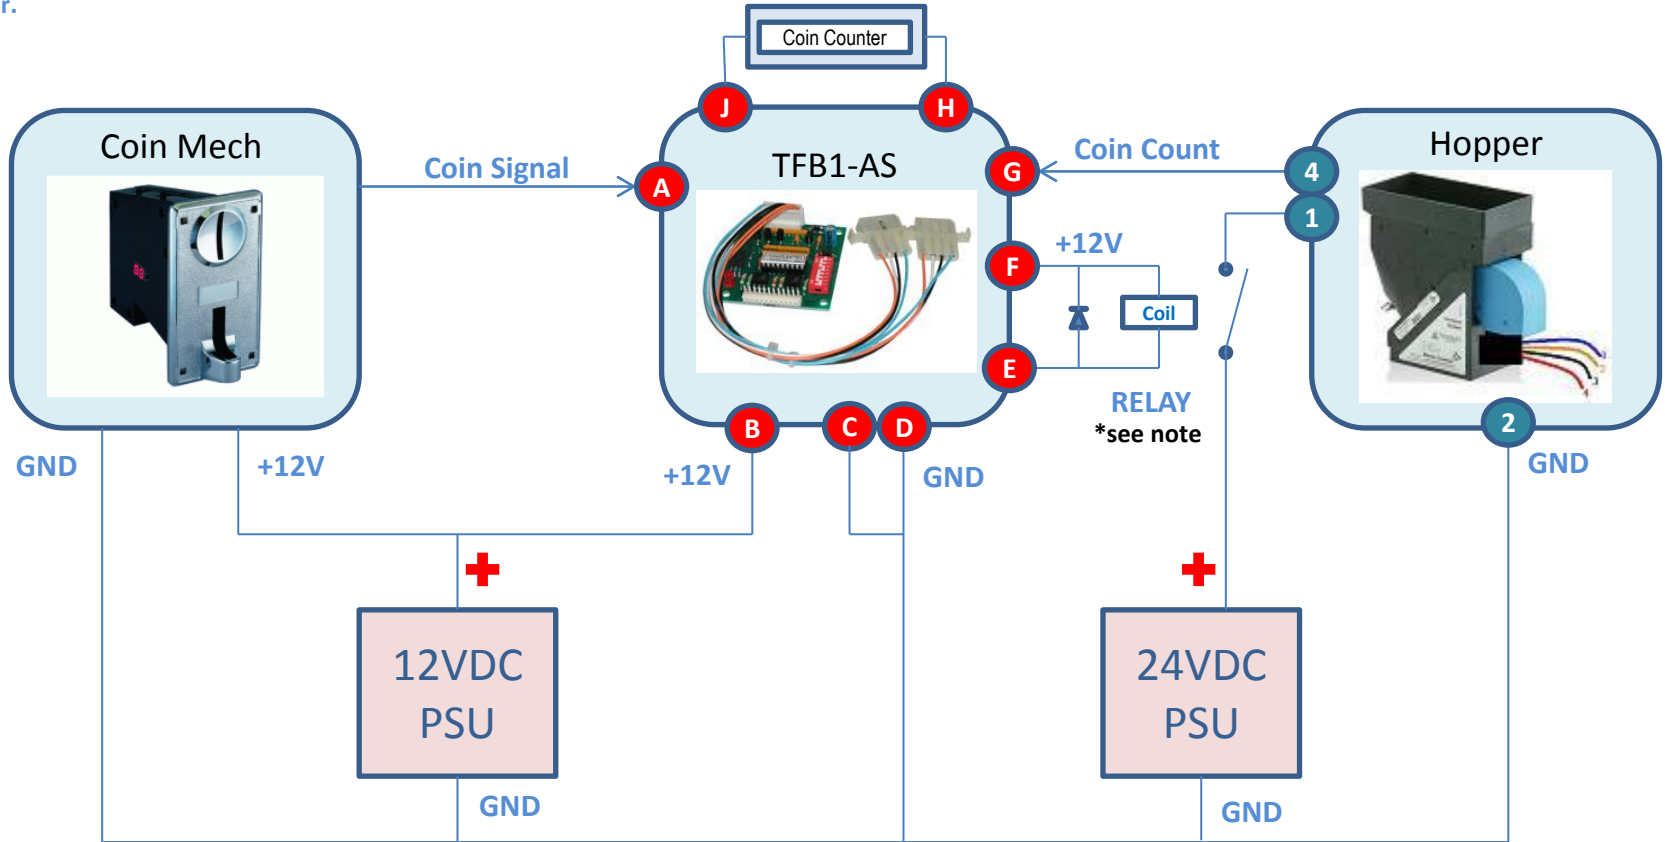 r.
Coin Counter
J
H
Coin Mech
TFB1-AS
Hopper
Coin Signal
A
G
Coin Count
4
1
F
+12V
Coil
E
RELAY
*see note
B
C
D
2
GND
+12V
+12V
GND
GND
12VDC
PSU
24VDC
PSU
GND
GND